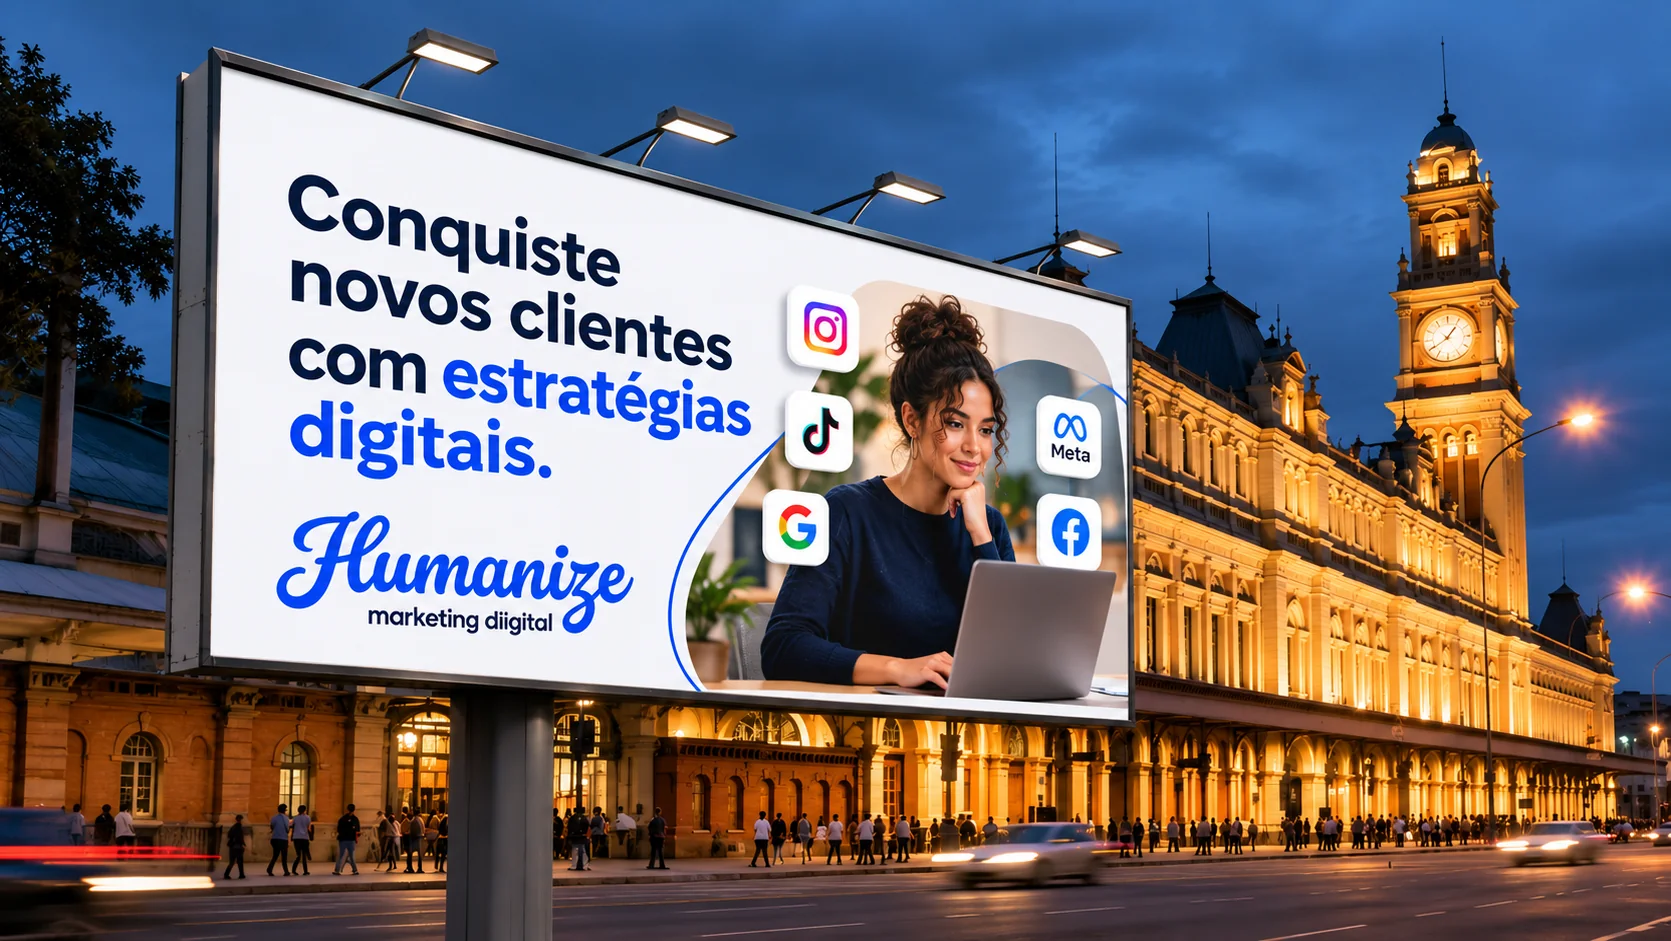 Conquiste
novos clientes
com estratégias
digitais.
Humanize
marketing diigital
Meta